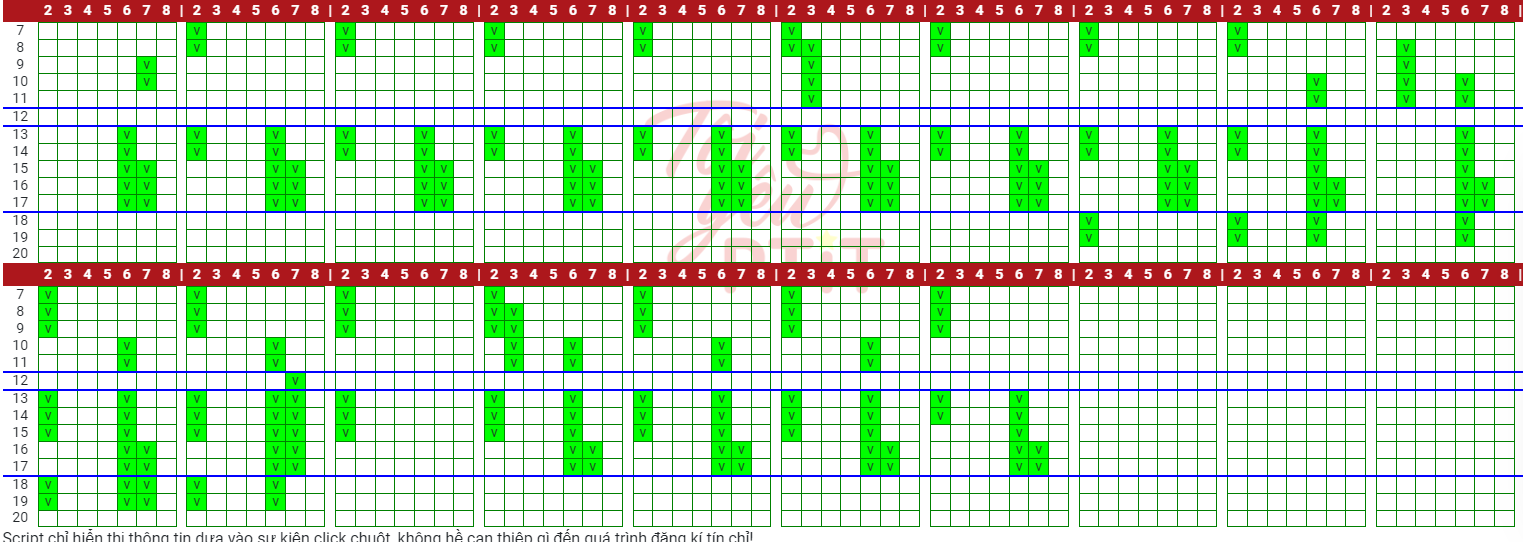 2 3 4 5 6 7 8 | 2 3 4 5 6 7 8 | 2 3 4 5 6 7 8 | 2 3 4 5 6 7 8 | 2 3 4 5 6 7 8 | 2 3 4 5 6 7 8 | 2 3 4 5 6 7 8 | 2 3 4 5 6 7 8 | 2 3 4 5 6 7 8 | 2 3 4 5 6 7 8 |
7 V V V V V V V V
8 V V V V V V V V V V
9 V V V
10 V V V V V
11 V V V V
12
13 V V V V V V V V V V V V V V V V V V
14 V V V V V V V V V V V V V V V V V V
15 V V V V V V V V V V V V V V V V V V
16 V V V V V V V V V V V V V V V V V V V V
17 V V V V V V V V V V V V V V V V V V V V
18 V V V V
19 V V V V
20
Tôi yêu PTIT
2 3 4 5 6 7 8 | 2 3 4 5 6 7 8 | 2 3 4 5 6 7 8 | 2 3 4 5 6 7 8 | 2 3 4 5 6 7 8 | 2 3 4 5 6 7 8 | 2 3 4 5 6 7 8 | 2 3 4 5 6 7 8 | 2 3 4 5 6 7 8 | 2 3 4 5 6 7 8 |
7 V V V V V V V
8 V V V V V V V V
9 V V V V V V V V
10 V V V V V V
11 V V V V V V
12 V
13 V V V V V V V V V V V V V V
14 V V V V V V V V V V V V V V
15 V V V V V V V V V V V V V
16 V V V V V V V V V V V V
17 V V V V V V V V V V V V
18 V V V V V
19 V V V V V
20
Script chỉ hiển thị thông tin dựa vào sự kiện click chuột, không hề can thiệp gì đến quá trình đăng kí tín chỉ!